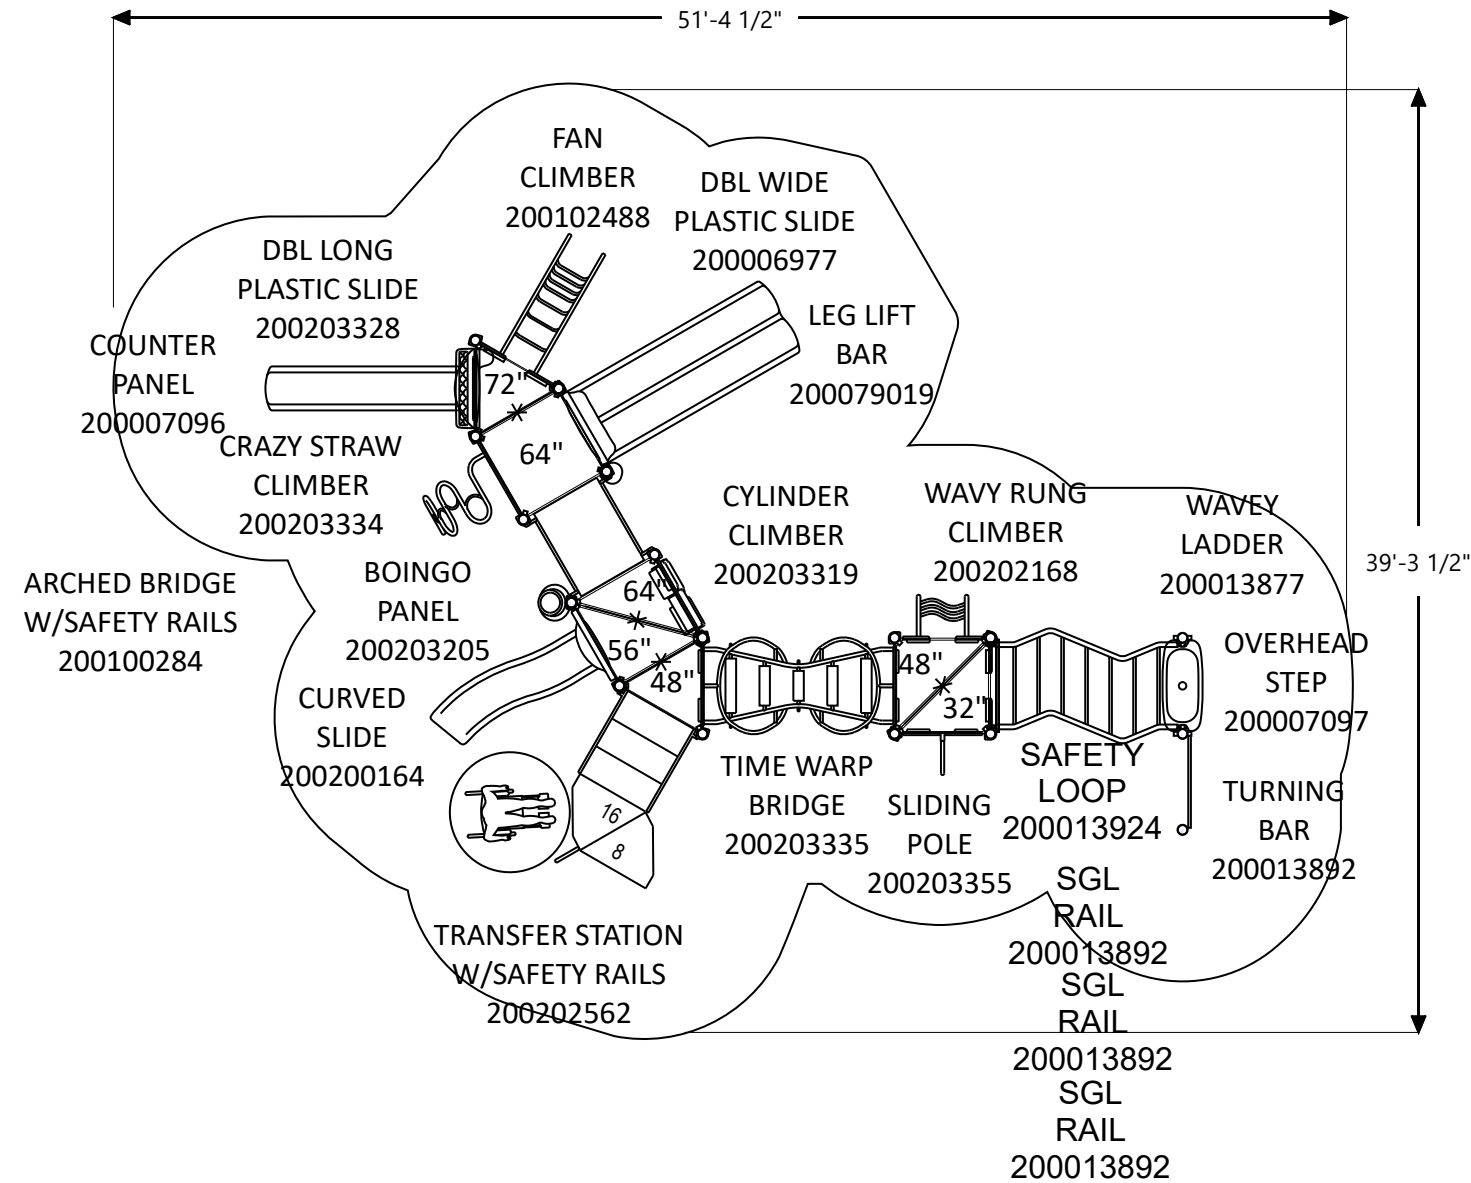 51'-4 1/2"
FAN
CLIMBER
200102488
DBL WIDE
PLASTIC SLIDE
200006977
DBL LONG
PLASTIC SLIDE
200203328
LEG LIFT
BAR
200079019
COUNTER
PANEL
200007096
72"
64"
CRAZY STRAW
CLIMBER
200203334
CYLINDER
CLIMBER
200203319
WAVY RUNG
CLIMBER
200202168
WAVEY
LADDER
200013877
39'-3 1/2"
ARCHED BRIDGE
W/SAFETY RAILS
200100284
BOINGO
PANEL
200203205
64"
56"
48"
48"
32"
OVERHEAD
STEP
200007097
CURVED
SLIDE
200200164
TIME WARP
BRIDGE
200203335
SLIDING
POLE
200203355
SAFETY
LOOP
200013924
TURNING
BAR
200013892
16
8
SGL
RAIL
200013892
TRANSFER STATION
W/SAFETY RAILS
200202562
SGL
RAIL
200013892
SGL
RAIL
200013892